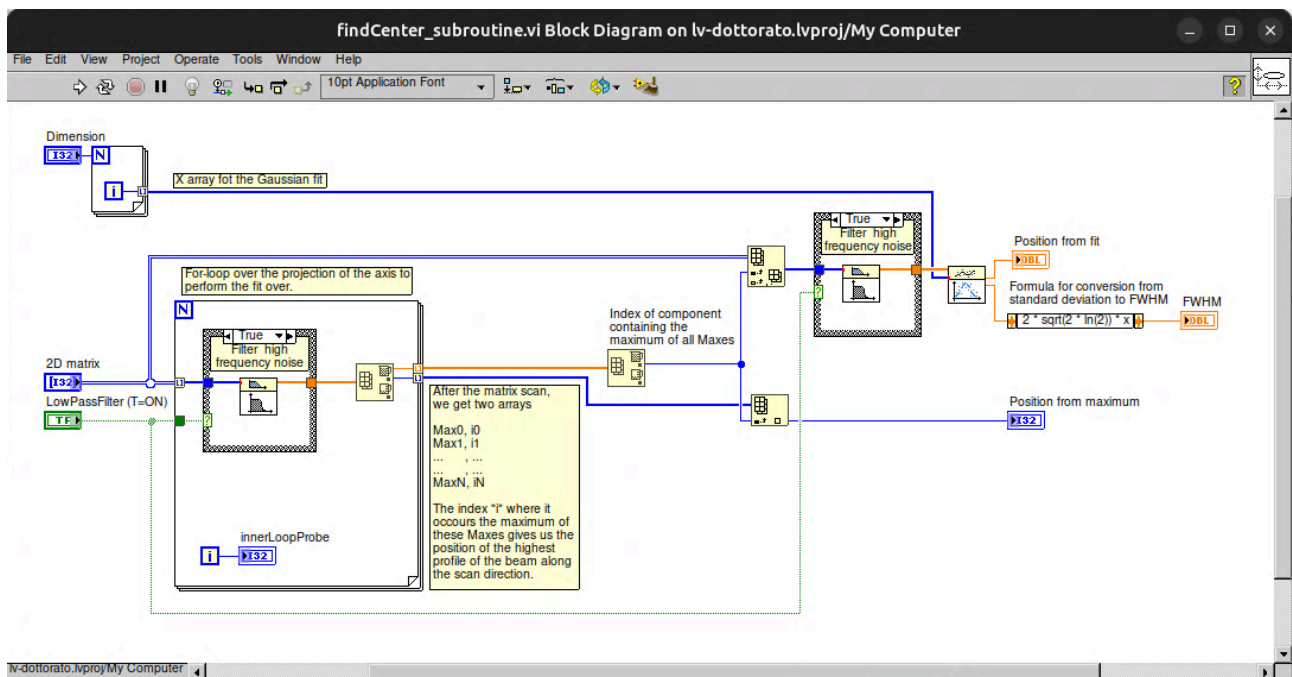 findCenter_subroutine.vi Block Diagram on lv-dottorato.lvproj/My Computer
File Edit View Project Operate Tools Window Help
10pt Application Font
Dimension
I32
N
i
X array fot the Gaussian fit
For-loop over the projection of the axis to
perform the fit over.
N
True
Filter high
frequency noise
2D matrix
[I32]
LowPassFilter (T=ON)
TF
?
i
innerLoopProbe
I32
After the matrix scan,
we get two arrays
Max0, i0
Max1, i1
... , ...
... , ...
MaxN, iN
The index "i" where it
occours the maximum of
these Maxes gives us the
position of the highest
profile of the beam along
the scan direction.
Index of component
containing the
maximum of all Maxes
True
Filter high
frequency noise
?
Position from fit
DBL
Formula for conversion from
standard deviation to FWHM
2 * sqrt(2 * ln(2)) * x
FWHM
DBL
Position from maximum
I32
lv-dottorato.lvproj/My Computer